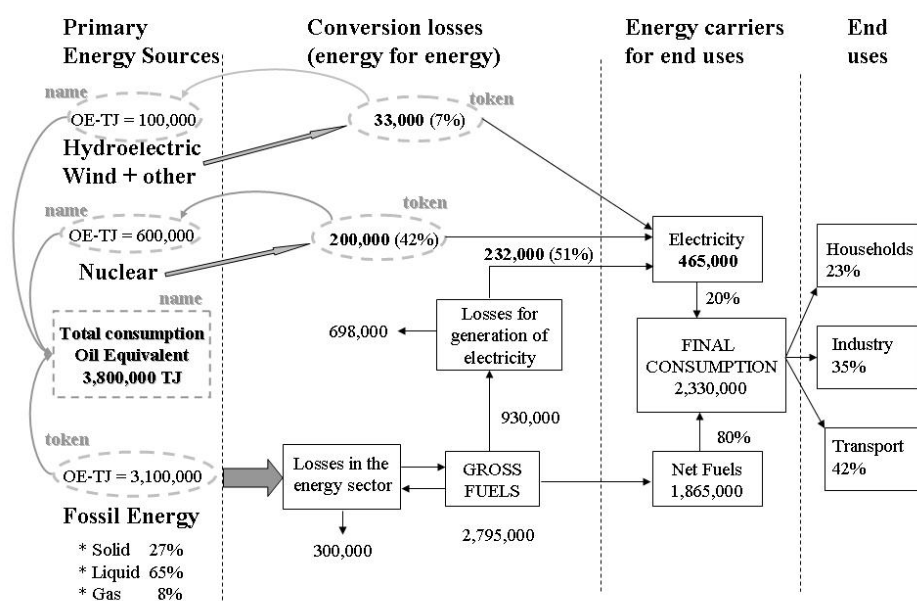 Primary
Energy Sources
Conversion losses
(energy for energy)
Energy carriers
for end uses
End
uses
name
OE-TJ = 100,000
token
33,000 (7%)
Hydroelectric
Wind + other
name
OE-TJ = 600,000
token
200,000 (42%)
Nuclear
232,000 (51%)
Electricity
465,000
Households
23%
name
Total consumption
Oil Equivalent
3,800,000 TJ
698,000
Losses for
generation of
electricity
20%
FINAL
CONSUMPTION
2,330,000
Industry
35%
930,000
80%
token
OE-TJ = 3,100,000
Losses in the
energy sector
GROSS
FUELS
Net Fuels
1,865,000
Transport
42%
Fossil Energy
300,000
2,795,000
* Solid 27%
* Liquid 65%
* Gas 8%